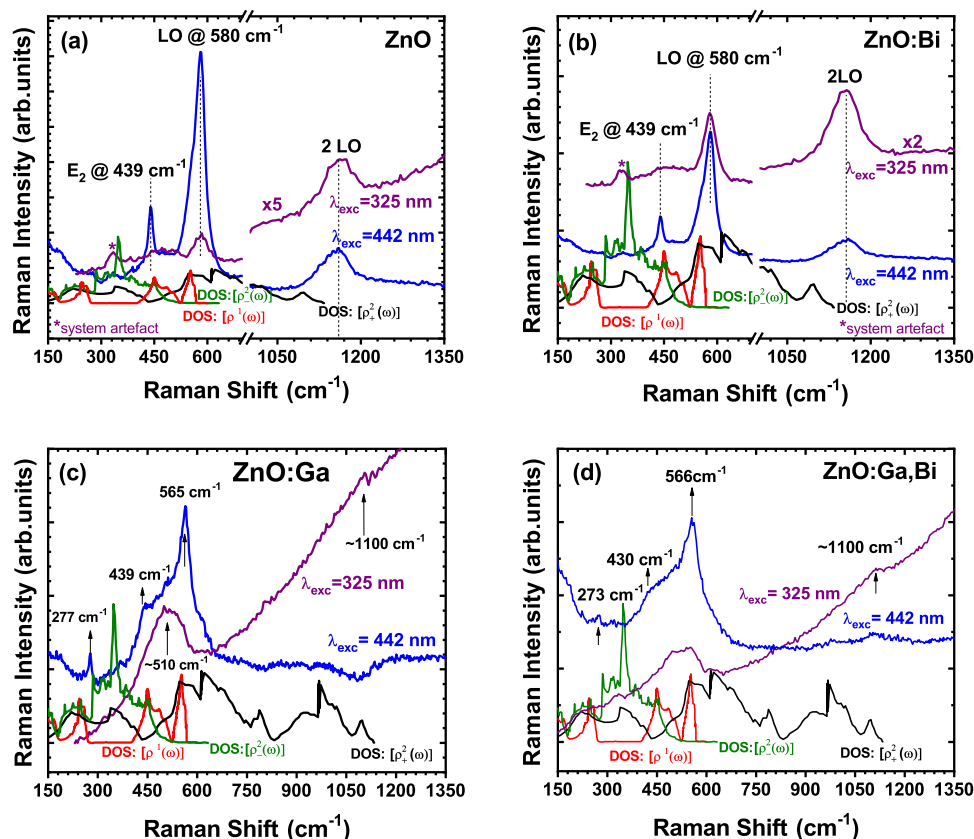 (a)
ZnO
LO @ 580 cm⁻¹
E₂ @ 439 cm⁻¹
2 LO
x5
λexc=325 nm
λexc=442 nm
*
DOS:[ρ²₋(ω)]
DOS: [ρ¹(ω)]
DOS: [ρ²₊(ω)]
*system artefact
150 300 450 600 1050 1200 1350
Raman Shift (cm⁻¹)
Raman Intensity (arb.units)
(b)
ZnO:Bi
LO @ 580 cm⁻¹
2LO
E₂ @ 439 cm⁻¹
x2
λexc=325 nm
*
λexc=442 nm
DOS:[ρ²₋(ω)]
DOS: [ρ¹(ω)]
DOS: [ρ²₊(ω)]
*system artefact
150 300 450 600 1050 1200 1350
Raman Shift (cm⁻¹)
Raman Intensity (arb.units)
(c)
ZnO:Ga
565 cm⁻¹
~1100 cm⁻¹
439 cm⁻¹
λexc=325 nm
277 cm⁻¹
λexc= 442 nm
~510 cm⁻¹
DOS: [ρ¹(ω)]
DOS:[ρ²₋(ω)]
DOS: [ρ²₊(ω)]
150 300 450 600 750 900 1050 1200 1350
Raman Shift (cm⁻¹)
Raman Intensity (arb.units)
(d)
ZnO:Ga,Bi
566cm⁻¹
430 cm⁻¹
~1100 cm⁻¹
273 cm⁻¹
λexc= 325 nm
λexc= 442 nm
DOS: [ρ¹(ω)]
DOS:[ρ²₋(ω)]
DOS: [ρ²₊(ω)]
150 300 450 600 750 900 1050 1200 1350
Raman Shift (cm⁻¹)
Raman Intensity (arb.units)